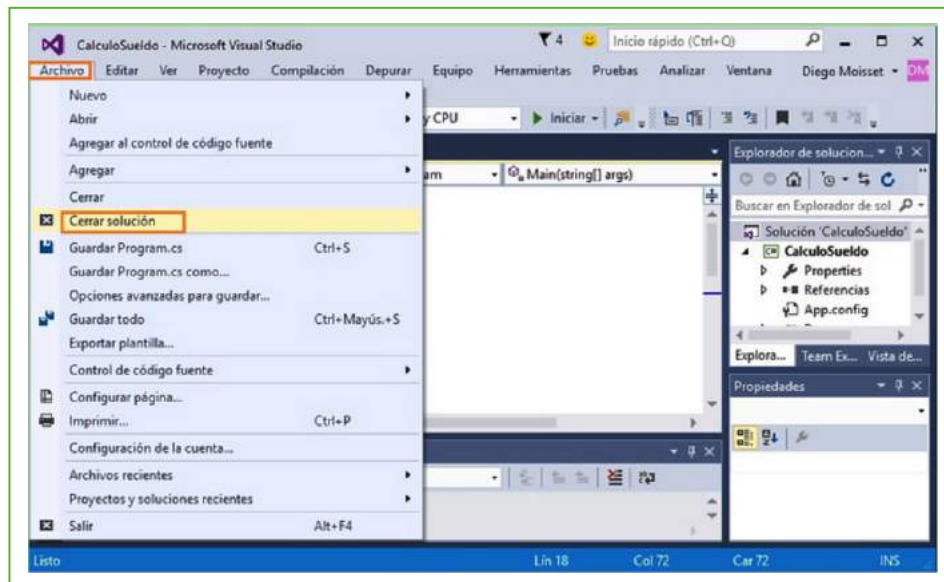 CalculoSueldo - Microsoft Visual Studio
4
Inicio rápido (Ctrl+Q)
Archivo Editar Ver Proyecto Compilación Depurar Equipo Herramientas Pruebas Analizar Ventana Diego Moisset DM
Nuevo
Abrir
y CPU
Iniciar
Agregar al control de código fuente
Agregar
am
Main(string[] args)
Cerrar
Cerrar solución
Guardar Program.cs Ctrl+S
Guardar Program.cs como...
Opciones avanzadas para guardar...
Guardar todo Ctrl+Mayús.+S
Exportar plantilla...
Control de código fuente
Configurar página...
Imprimir... Ctrl+P
Configuración de la cuenta...
Archivos recientes
Proyectos y soluciones recientes
Salir Alt+F4
Explorador de solucion...
Buscar en Explorador de sol
Solución 'CalculoSueldo'
C#
CalculoSueldo
Properties
Referencias
App.config
Explora... Team Ex... Vista de...
Propiedades
Listo Lín 18 Col 72 Car 72 INS